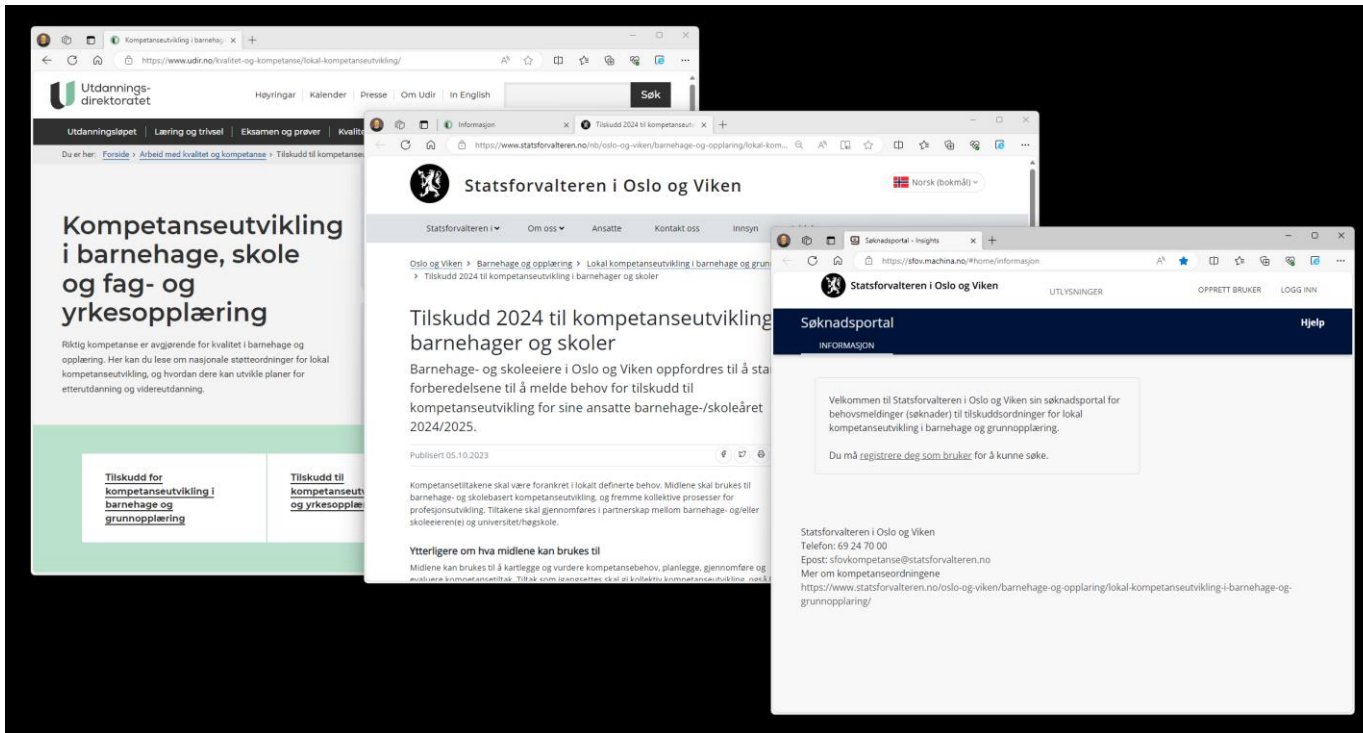 Kompetanseutvikling i barnehag
https://www.udir.no/kvalitet-og-kompetanse/lokal-kompetanseutvikling/
Utdannings-
direktoratet
Høyringar
Kalender
Presse
Om Udir
In English
Søk
Utdanningsløpet
Læring og trivsel
Eksamen og prøver
Du er her: Forside > Arbeid med kvalitet og kompetanse > Tilskudd til
Kompetanseutvikling
i barnehage, skole
og fag- og
yrkesopplæring
Riktig kompetanse er avgjørende for kvalitet i barnehage og
opplæring. Her kan du lese om nasjonale støtteordninger for lokal
kompetanseutvikling, og hvordan dere kan utvikle planer for
etterutdanning og videreutdanning.
Tilskudd for
kompetanseutvikling i
barnehage og
grunnopplæring
Tilskudd til
Informasjon
Tilskudd 2024 til kompetanseut
https://www.statsforvalteren.no/nb/oslo-og-viken/barnehage-og-opplaring/lokal-kom...
Statsforvalteren i Oslo og Viken
Norsk (bokmål)
Statsforvalteren i
Om oss
Ansatte
Kontakt oss
Innsyn
Oslo og Viken > Barnehage og opplæring > Lokal kompetanseutvikling i barnehage og
> Tilskudd 2024 til kompetanseutvikling i barnehager og skoler
Tilskudd 2024 til kompetanseutvikling
barnehager og skoler
Barnehage- og skoleeiere i Oslo og Viken oppfordres til å
forberedelsene til å melde behov for tilskudd til
kompetanseutvikling for sine ansatte barnehage-/skoleåret
2024/2025.
Publisert 05.10.2023
Kompetansetiltakene skal være forankret i lokalt definerte behov. Midlene skal brukes til
barnehage- og skolebasert kompetanseutvikling, og fremme kollektive prosesser for
profesjonsutvikling. Tiltakene skal gjennomføres i partnerskap mellom barnehage- og/eller
skoleeieren(e) og universitet/høgskole.
Ytterligere om hva midlene kan brukes til
Midlene kan brukes til å kartlegge og vurdere kompetansebehov, planlegge, gjennomføre og
evaluere kompetansetiltak. Tiltak som igangsettes skal gi kollektiv kompetanseutvikling, også
Søknadsportal - Insights
https://sfov.machina.no/#home/informasjon
Statsforvalteren i Oslo og Viken
UTLYSNINGER
OPPRETT BRUKER
LOGG INN
Søknadsportal
Hjelp
INFORMASJON
Velkommen til Statsforvalteren i Oslo og Viken sin søknadsportal for
behovsmeldinger (søknader) til tilskuddsordninger for lokal
kompetanseutvikling i barnehage og grunnopplæring.
Du må registrere deg som bruker for å kunne søke.
Statsforvalteren i Oslo og Viken
Telefon: 69 24 70 00
Epost: sfovkompetanse@statsforvalteren.no
Mer om kompetanseordningene
https://www.statsforvalteren.no/oslo-og-viken/barnehage-og-opplaring/lokal-kompetanseutvikling-i-barnehage-og-
grunnopplaring/